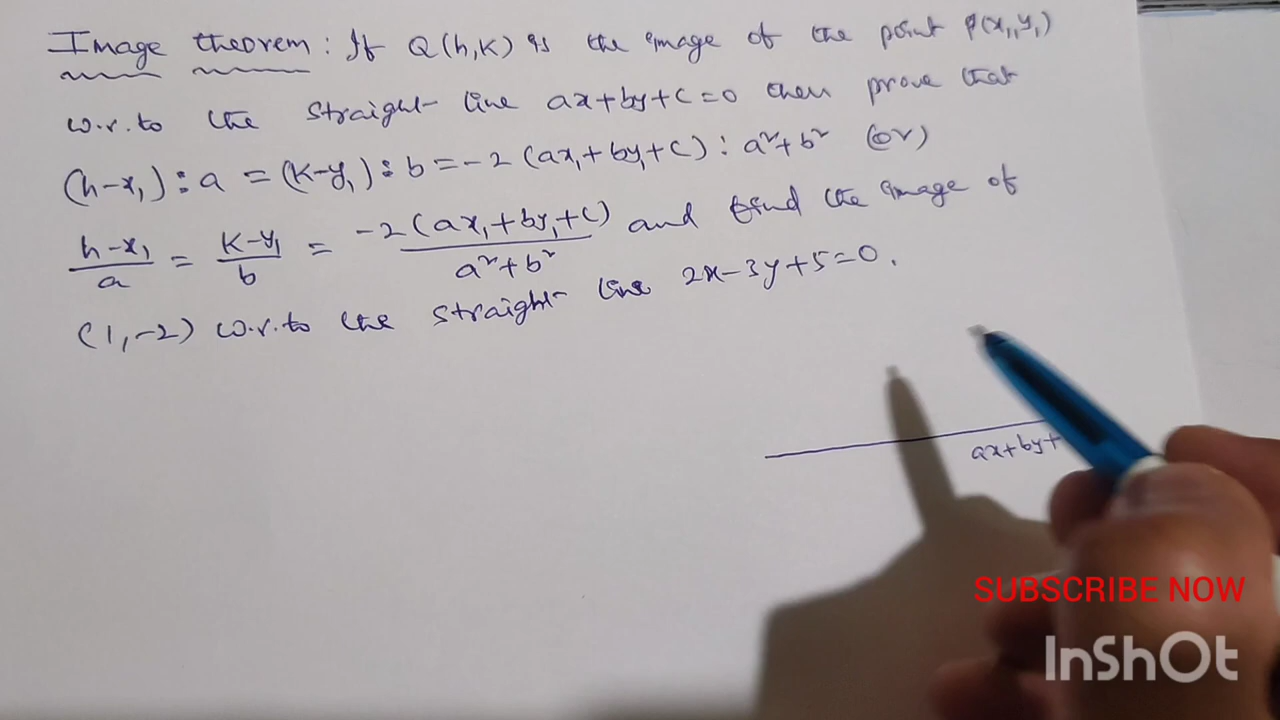 Image theorem: If Q(h,K) is the image of the point P(x₁,y₁)
w.r.to the straight line ax+by+c=0 then prove that
(h-x₁):a = (K-y₁):b = -2(ax₁+by₁+c):a²+b² (or)
(h-x₁)/a = (K-y₁)/b = -2(ax₁+by₁+c)/(a²+b²) and find the image of
(1,-2) w.r.to the straight line 2x-3y+5=0.
ax+by+
SUBSCRIBE NOW
InShOt